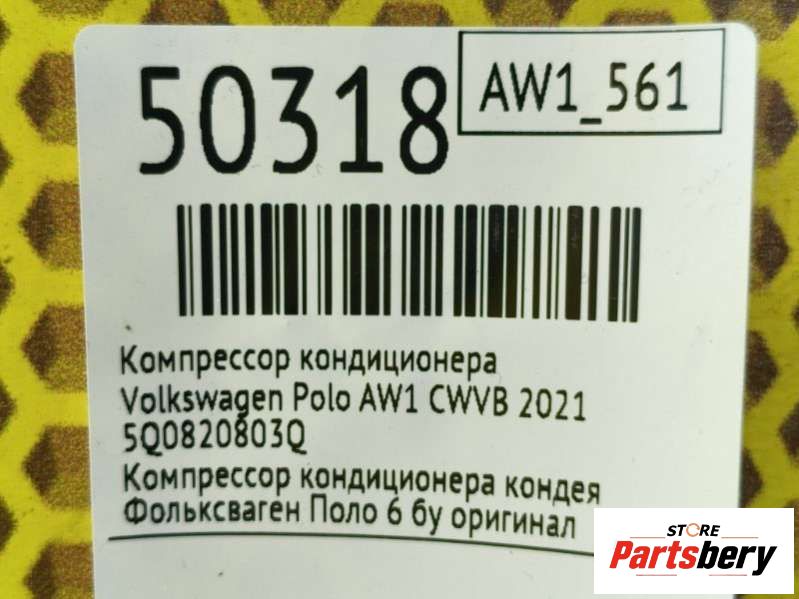 50318
AW1_561
Компрессор кондиционера
Volkswagen Polo AW1 CWVB 2021
5Q0820803Q
Компрессор кондиционера кондея
Фольксваген Поло 6 бу оригинал
STORE
Partsbery